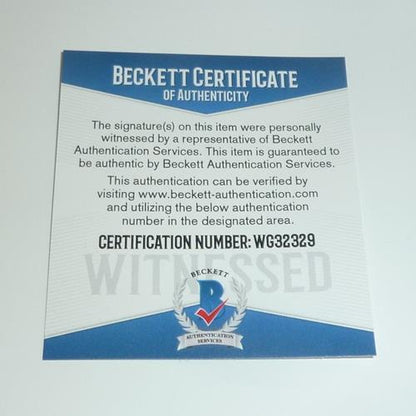 BECKETT CERTIFICATE
OF AUTHENTICITY
The signature(s) on this item were personally
witnessed by a representative of Beckett
Authentication Services. This item is guaranteed to
be authentic by Beckett Authentication Services.
This authentication can be verified by
visiting www.beckett-authentication.com
and utilizing the below authentication
number in the designated area.
CERTIFICATION NUMBER: WG32329
WITNESSED
BECKETT
B
AUTHENTICATION
SERVICES